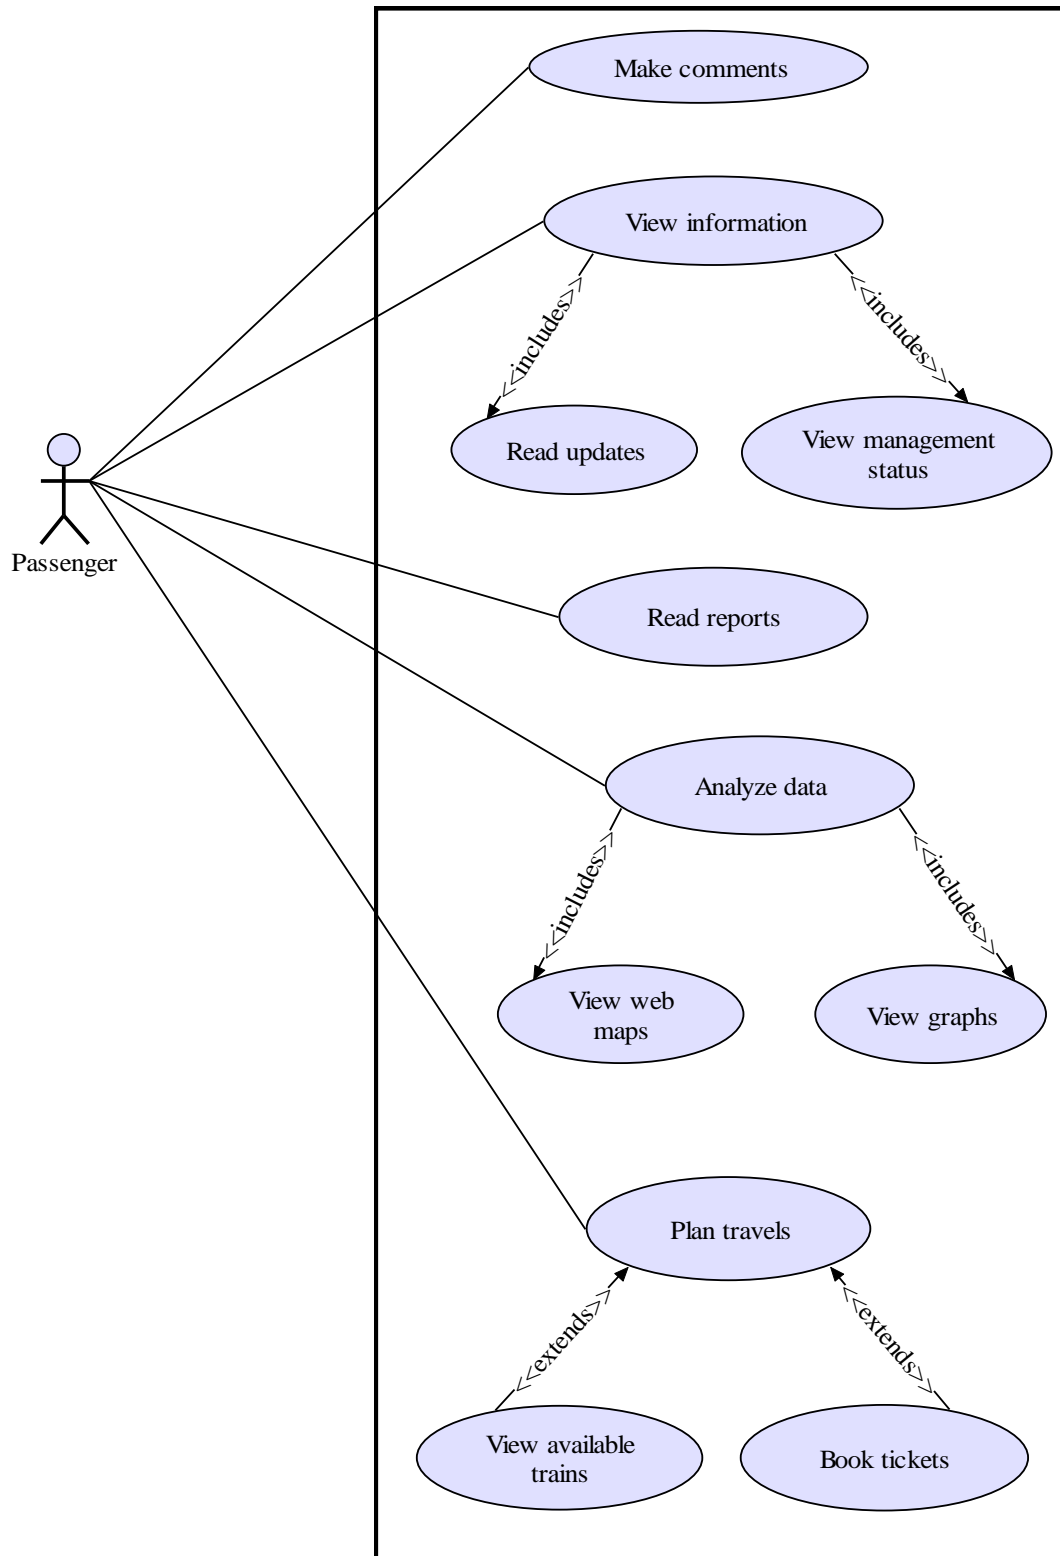 Make comments
View information
<<includes>>
<<includes>>
Read updates
View management
status
Passenger
Read reports
Analyze data
<<includes>>
<<includes>>
View web
maps
View graphs
Plan travels
<<extends>>
<<extends>>
View available
trains
Book tickets